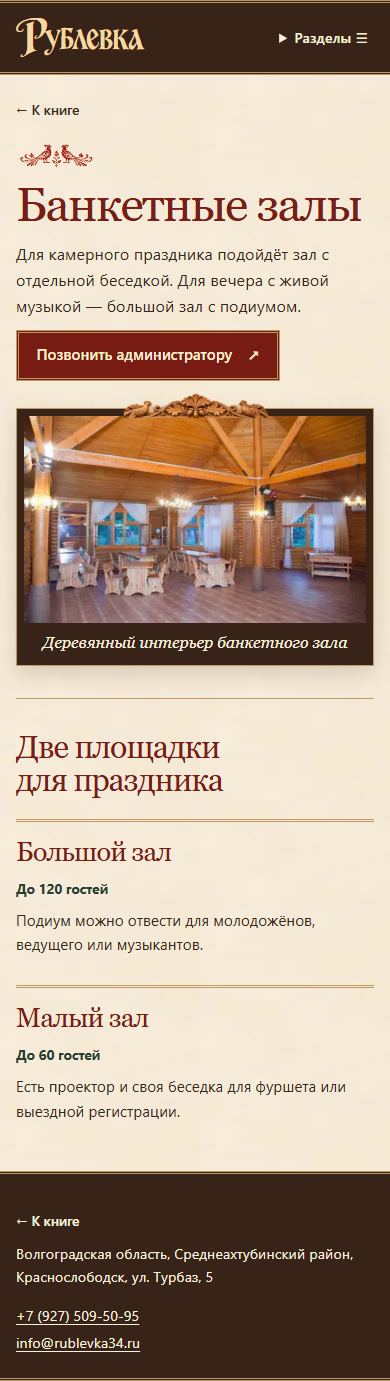 Рублевка
▶ Разделы ☰
← К книге
Банкетные залы
Для камерного праздника подойдёт зал с
отдельной беседкой. Для вечера с живой
музыкой — большой зал с подиумом.
Позвонить администратору ↗
Деревянный интерьер банкетного зала
Две площадки
для праздника
Большой зал
До 120 гостей
Подиум можно отвести для молодожёнов,
ведущего или музыкантов.
Малый зал
До 60 гостей
Есть проектор и своя беседка для фуршета или
выездной регистрации.
← К книге
Волгоградская область, Среднеахтубинский район,
Краснослободск, ул. Турбаз, 5
+7 (927) 509-50-95
info@rublevka34.ru